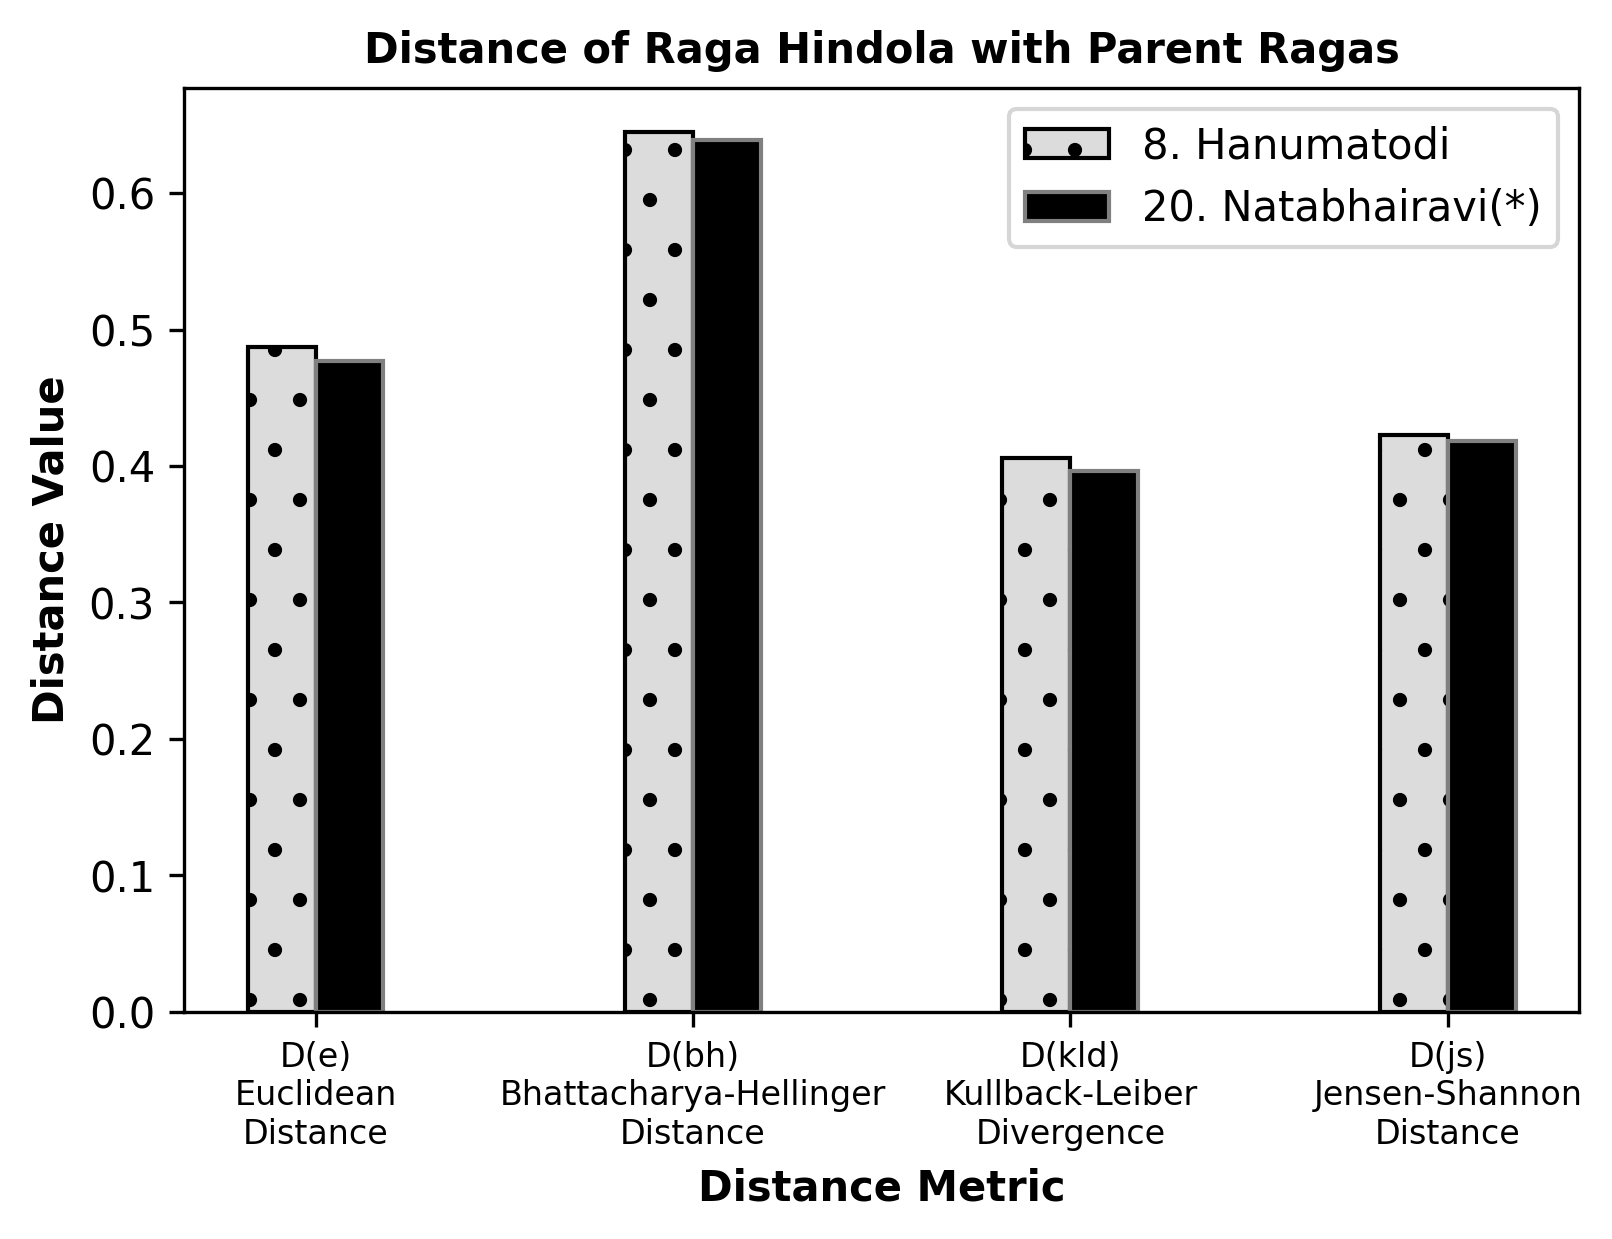 Distance of Raga Hindola with Parent Ragas
8. Hanumatodi
20. Natabhairavi(*)
Distance Value
0.6
0.5
0.4
0.3
0.2
0.1
0.0
D(e)
Euclidean
Distance
D(bh)
Bhattacharya-Hellinger
Distance
D(kld)
Kullback-Leiber
Divergence
D(js)
Jensen-Shannon
Distance
Distance Metric